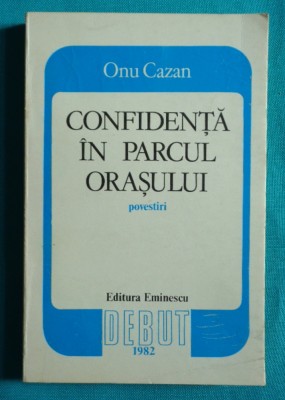 Onu Cazan
CONFIDENȚĂ
ÎN PARCUL
ORAȘULUI
povestiri
Editura Eminescu
DEBUT
1982